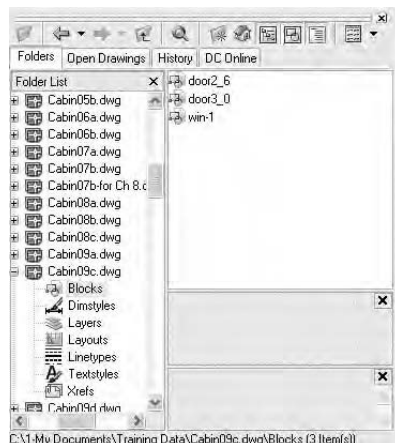 Folders Open Drawings History DC Online
Folder List
Cabin05b.dwg
Cabin06a.dwg
Cabin06b.dwg
Cabin07a.dwg
Cabin07b.dwg
Cabin07b-for Ch 8.d
Cabin08a.dwg
Cabin08b.dwg
Cabin08c.dwg
Cabin09a.dwg
Cabin09c.dwg
Blocks
Dimstyles
Layers
Layouts
Linetypes
Textstyles
Xrefs
Cabin09d.dwg
door2_6
door3_0
win-1
C:\1-My Documents\Training Data\Cabin09c.dwg\Blocks (3 Item(s))